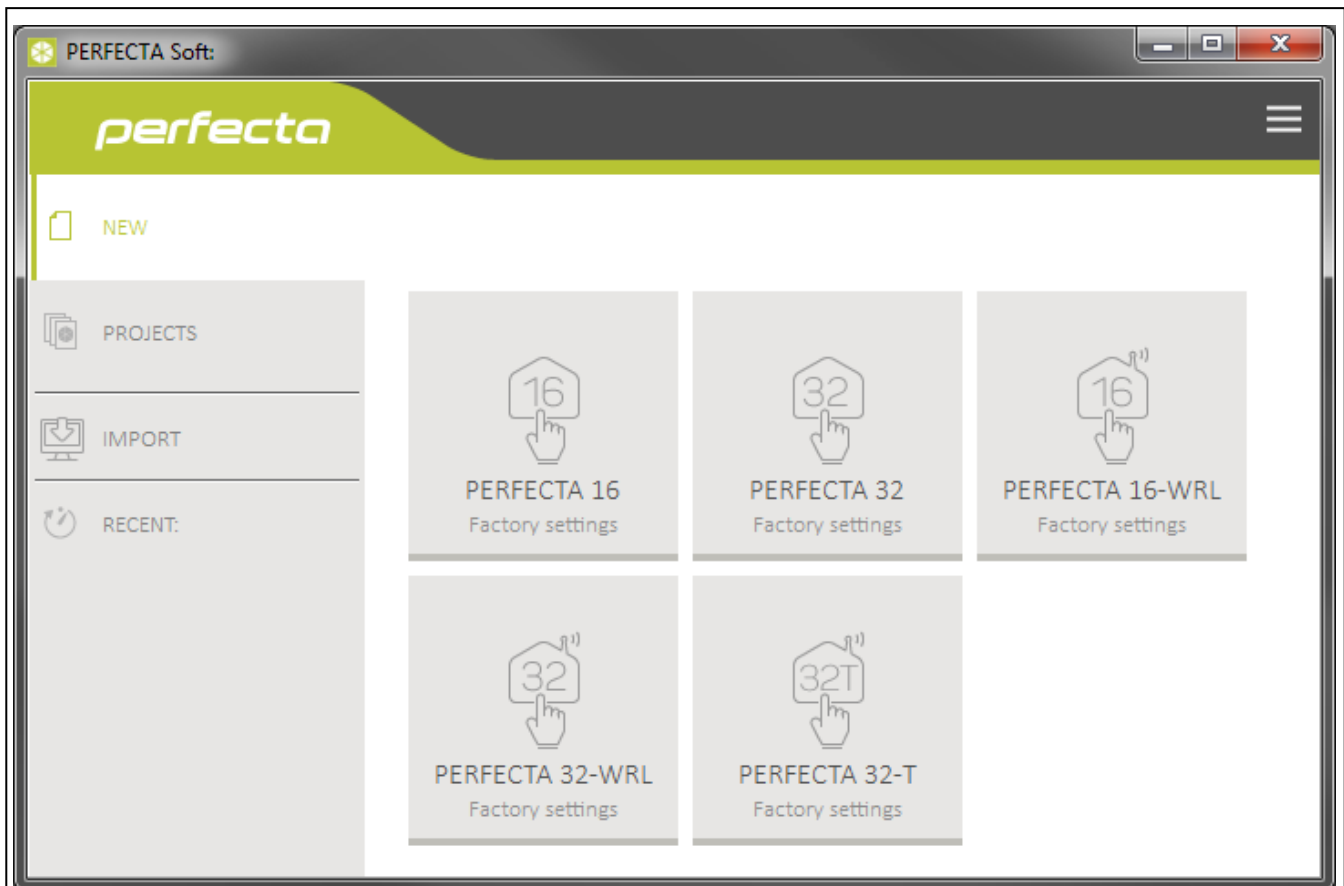 PERFECTA Soft:
perfecta
NEW
PROJECTS
IMPORT
RECENT:
16
32
16
PERFECTA 16
PERFECTA 32
PERFECTA 16-WRL
Factory settings
Factory settings
Factory settings
32
32T
PERFECTA 32-WRL
PERFECTA 32-T
Factory settings
Factory settings